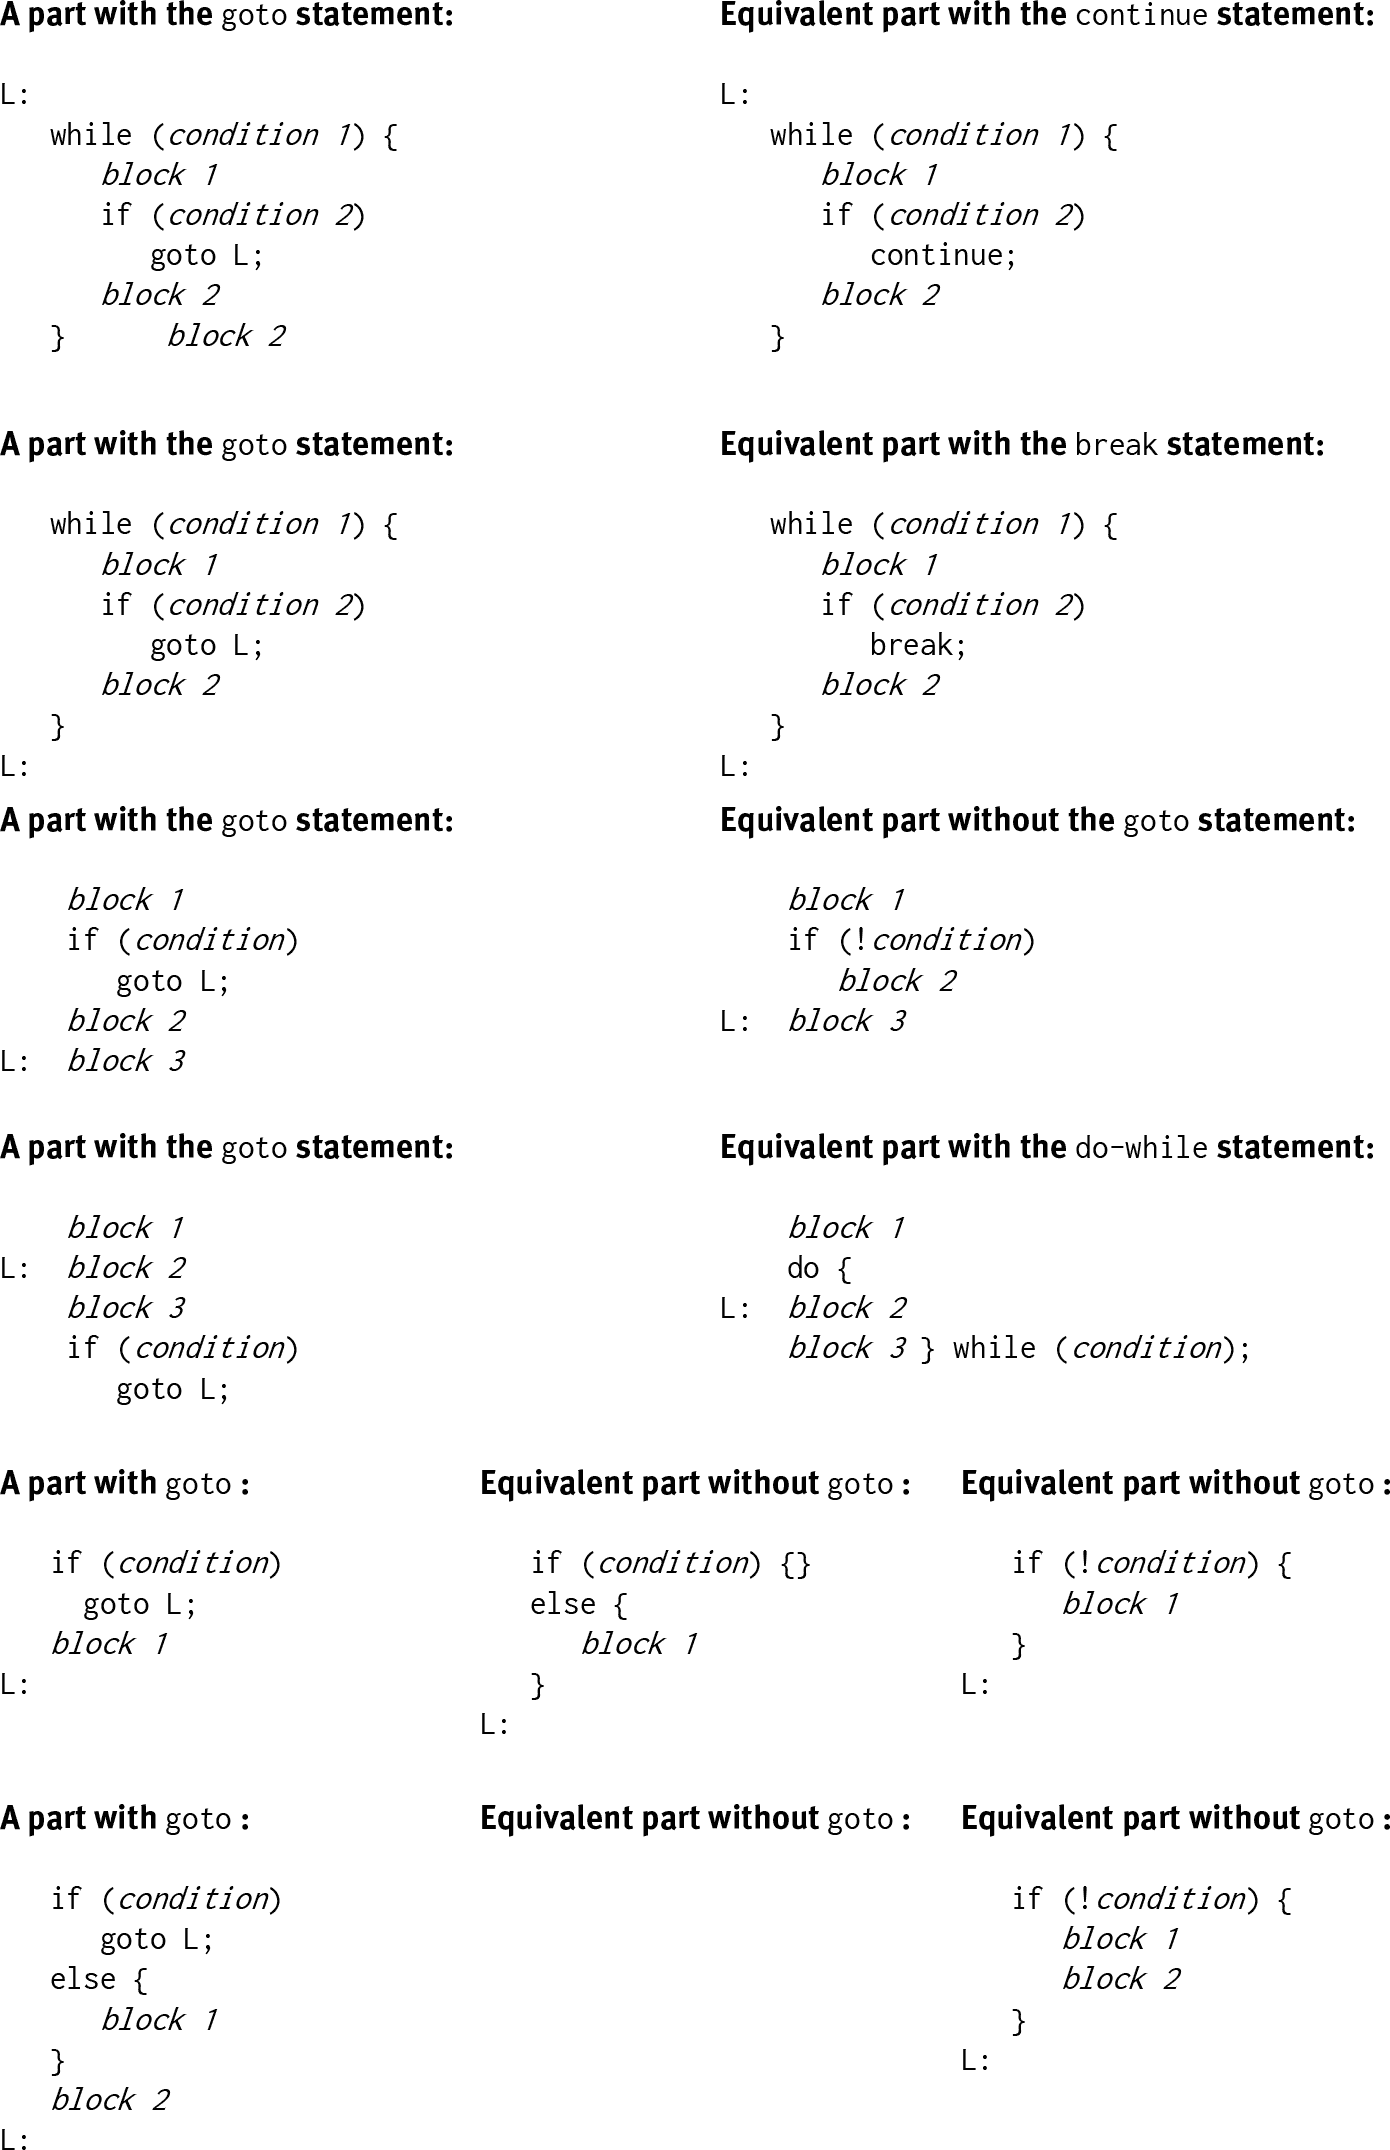 A part with the goto statement:
L:
while (condition 1) {
block 1
if (condition 2)
goto L;
block 2
} block 2
Equivalent part with the continue statement:
L:
while (condition 1) {
block 1
if (condition 2)
continue;
block 2
}
A part with the goto statement:
while (condition 1) {
block 1
if (condition 2)
goto L;
block 2
}
L:
Equivalent part with the break statement:
while (condition 1) {
block 1
if (condition 2)
break;
block 2
}
L:
A part with the goto statement:
block 1
if (condition)
goto L;
block 2
L: block 3
Equivalent part without the goto statement:
block 1
if (!condition)
block 2
L: block 3
A part with the goto statement:
block 1
L: block 2
block 3
if (condition)
goto L;
Equivalent part with the do-while statement:
block 1
do {
L: block 2
block 3 } while (condition);
A part with goto :
if (condition)
goto L;
block 1
L:
Equivalent part without goto :
if (condition) {}
else {
block 1
}
L:
Equivalent part without goto :
if (!condition) {
block 1
}
L:
A part with goto :
if (condition)
goto L;
else {
block 1
}
block 2
L:
Equivalent part without goto :
Equivalent part without goto :
if (!condition) {
block 1
block 2
}
L: